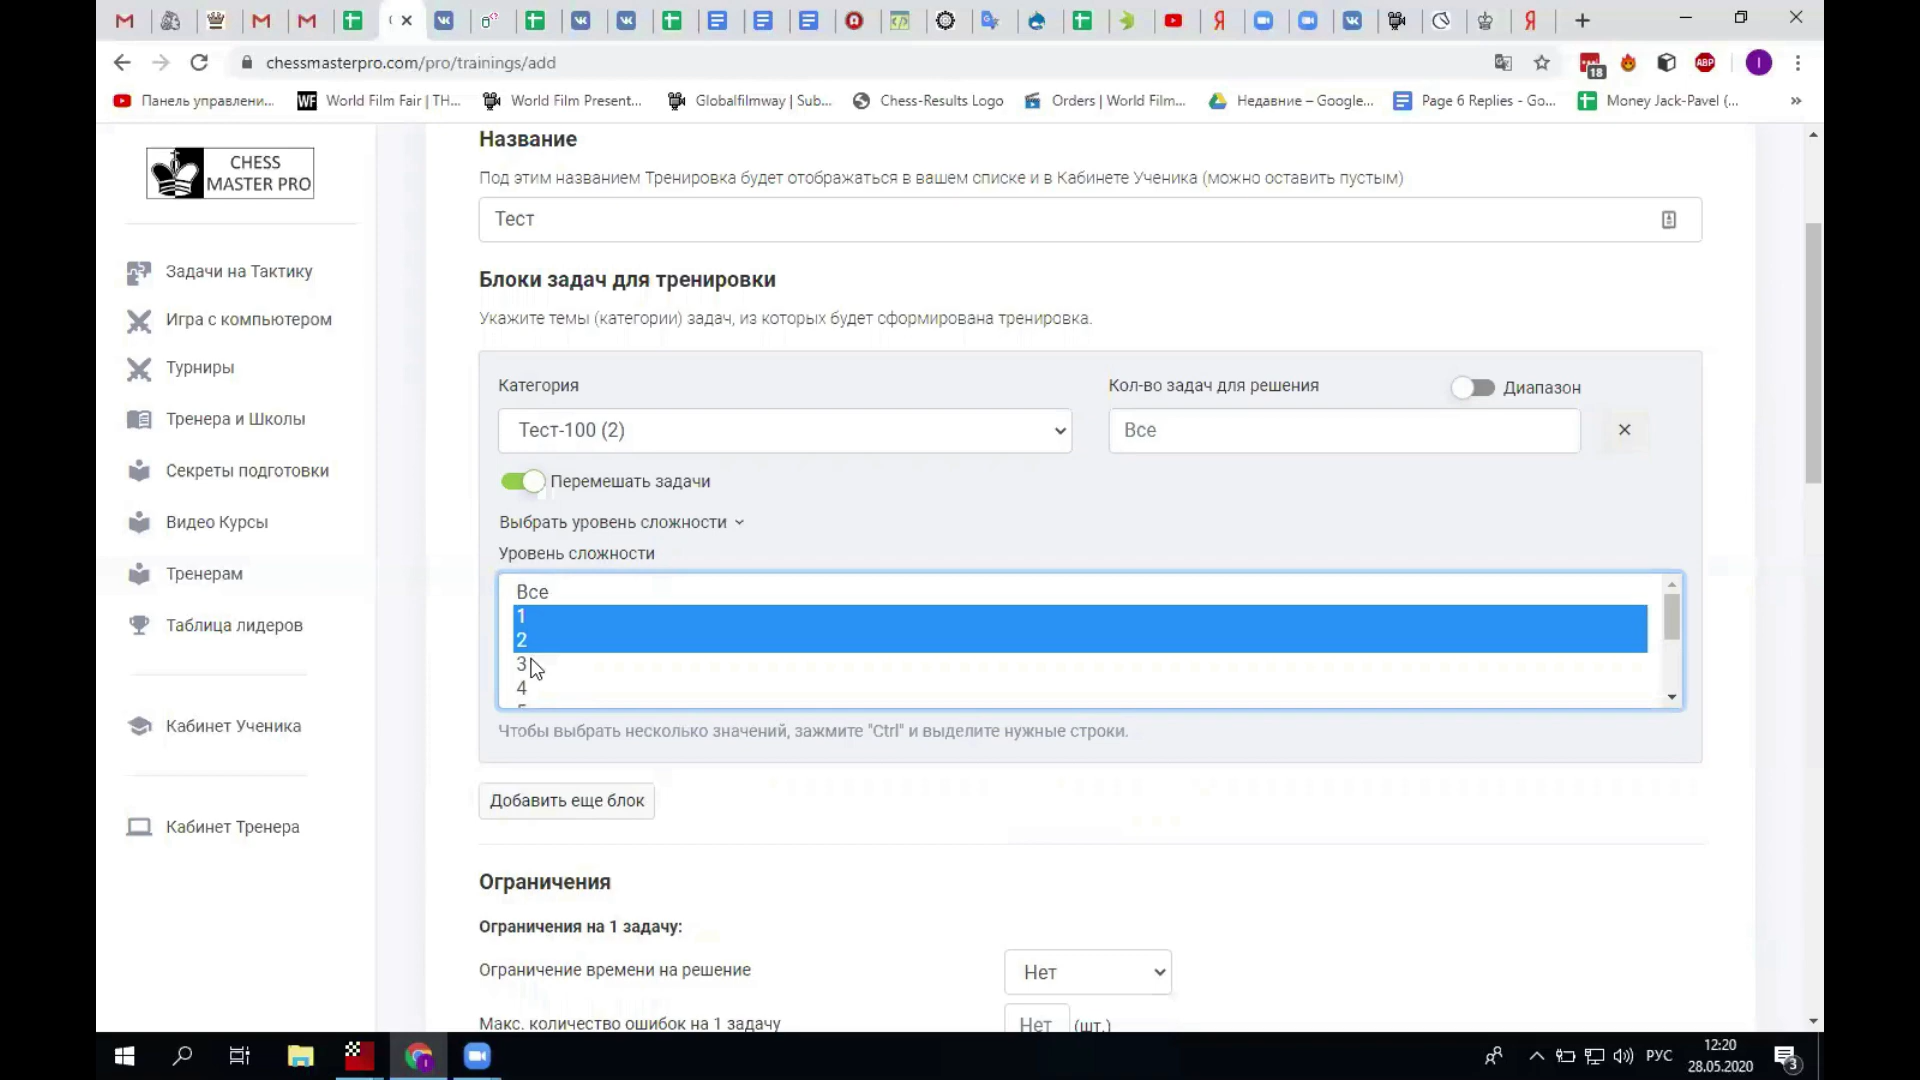 chessmasterpro.com/pro/trainings/add
18
ABP
I
Панель управлени...
WF World Film Fair | TH...
World Film Present...
Globalfilmway | Sub...
Chess-Results Logo
Orders | World Film...
Недавние – Google...
Page 6 Replies - Go...
Money Jack-Pavel (...
CHESS
MASTER PRO
Задачи на Тактику
Игра с компьютером
Турниры
Тренера и Школы
Секреты подготовки
Видео Курсы
Тренерам
Таблица лидеров
Кабинет Ученика
Кабинет Тренера
Название
Под этим названием Тренировка будет отображаться в вашем списке и в Кабинете Ученика (можно оставить пустым)
Тест
Блоки задач для тренировки
Укажите темы (категории) задач, из которых будет сформирована тренировка.
Категория
Кол-во задач для решения
Диапазон
Тест-100 (2)
Все
Перемешать задачи
Выбрать уровень сложности
Уровень сложности
Все
1
2
3
4
Чтобы выбрать несколько значений, зажмите "Ctrl" и выделите нужные строки.
Добавить еще блок
Ограничения
Ограничения на 1 задачу:
Ограничение времени на решение
Нет
Макс. количество ошибок на 1 задачу
Нет (шт.)
РУС
12:20
28.05.2020
3